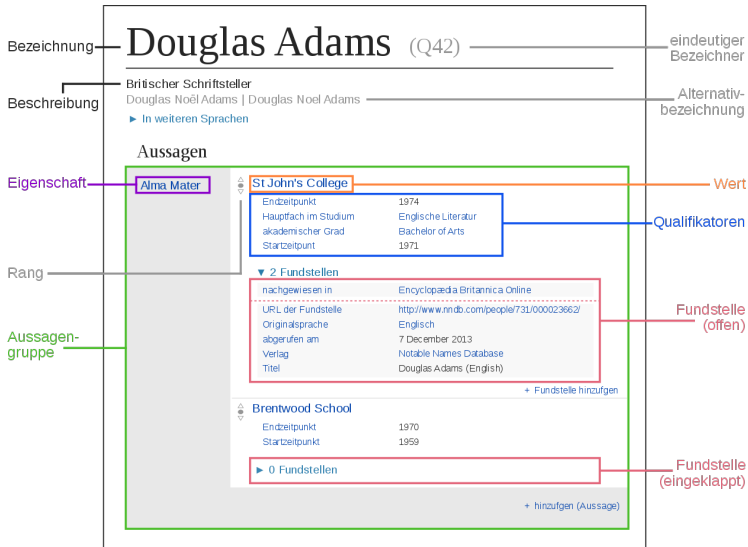 Bezeichnung
Douglas Adams (Q42)
eindeutiger
Bezeichner
Beschreibung
Britischer Schriftsteller
Douglas Noël Adams | Douglas Noel Adams
Alternativ-
bezeichnung
► In weiteren Sprachen
Aussagen
Eigenschaft
Alma Mater
St John's College
Wert
Endzeitpunkt 1974
Hauptfach im Studium Englische Literatur
akademischer Grad Bachelor of Arts
Startzeitpunt 1971
Qualifikatoren
Rang
▼ 2 Fundstellen
nachgewiesen in Encyclopædia Britannica Online
URL der Fundstelle http://www.nndb.com/people/731/000023662/
Originalsprache Englisch
abgerufen am 7 December 2013
Verlag Notable Names Database
Titel Douglas Adams (English)
Fundstelle
(offen)
Aussagen-
gruppe
+ Fundstelle hinzufgen
Brentwood School
Endzeitpunkt 1970
Startzeitpunkt 1959
► 0 Fundstellen
Fundstelle
(eingeklappt)
+ hinzufgen (Aussage)